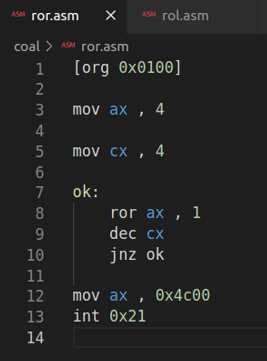 ASM ror.asm × ASM rol.asm
coal > ASM ror.asm
1 [org 0x0100]
2
3 mov ax , 4
4
5 mov cx , 4
6
7 ok:
8 ror ax , 1
9 dec cx
10 jnz ok
11
12 mov ax , 0x4c00
13 int 0x21
14